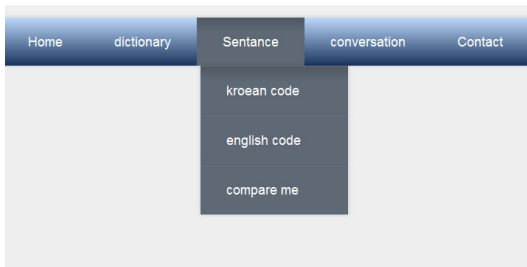 Home dictionary Sentance conversation Contact
kroean code
english code
compare me